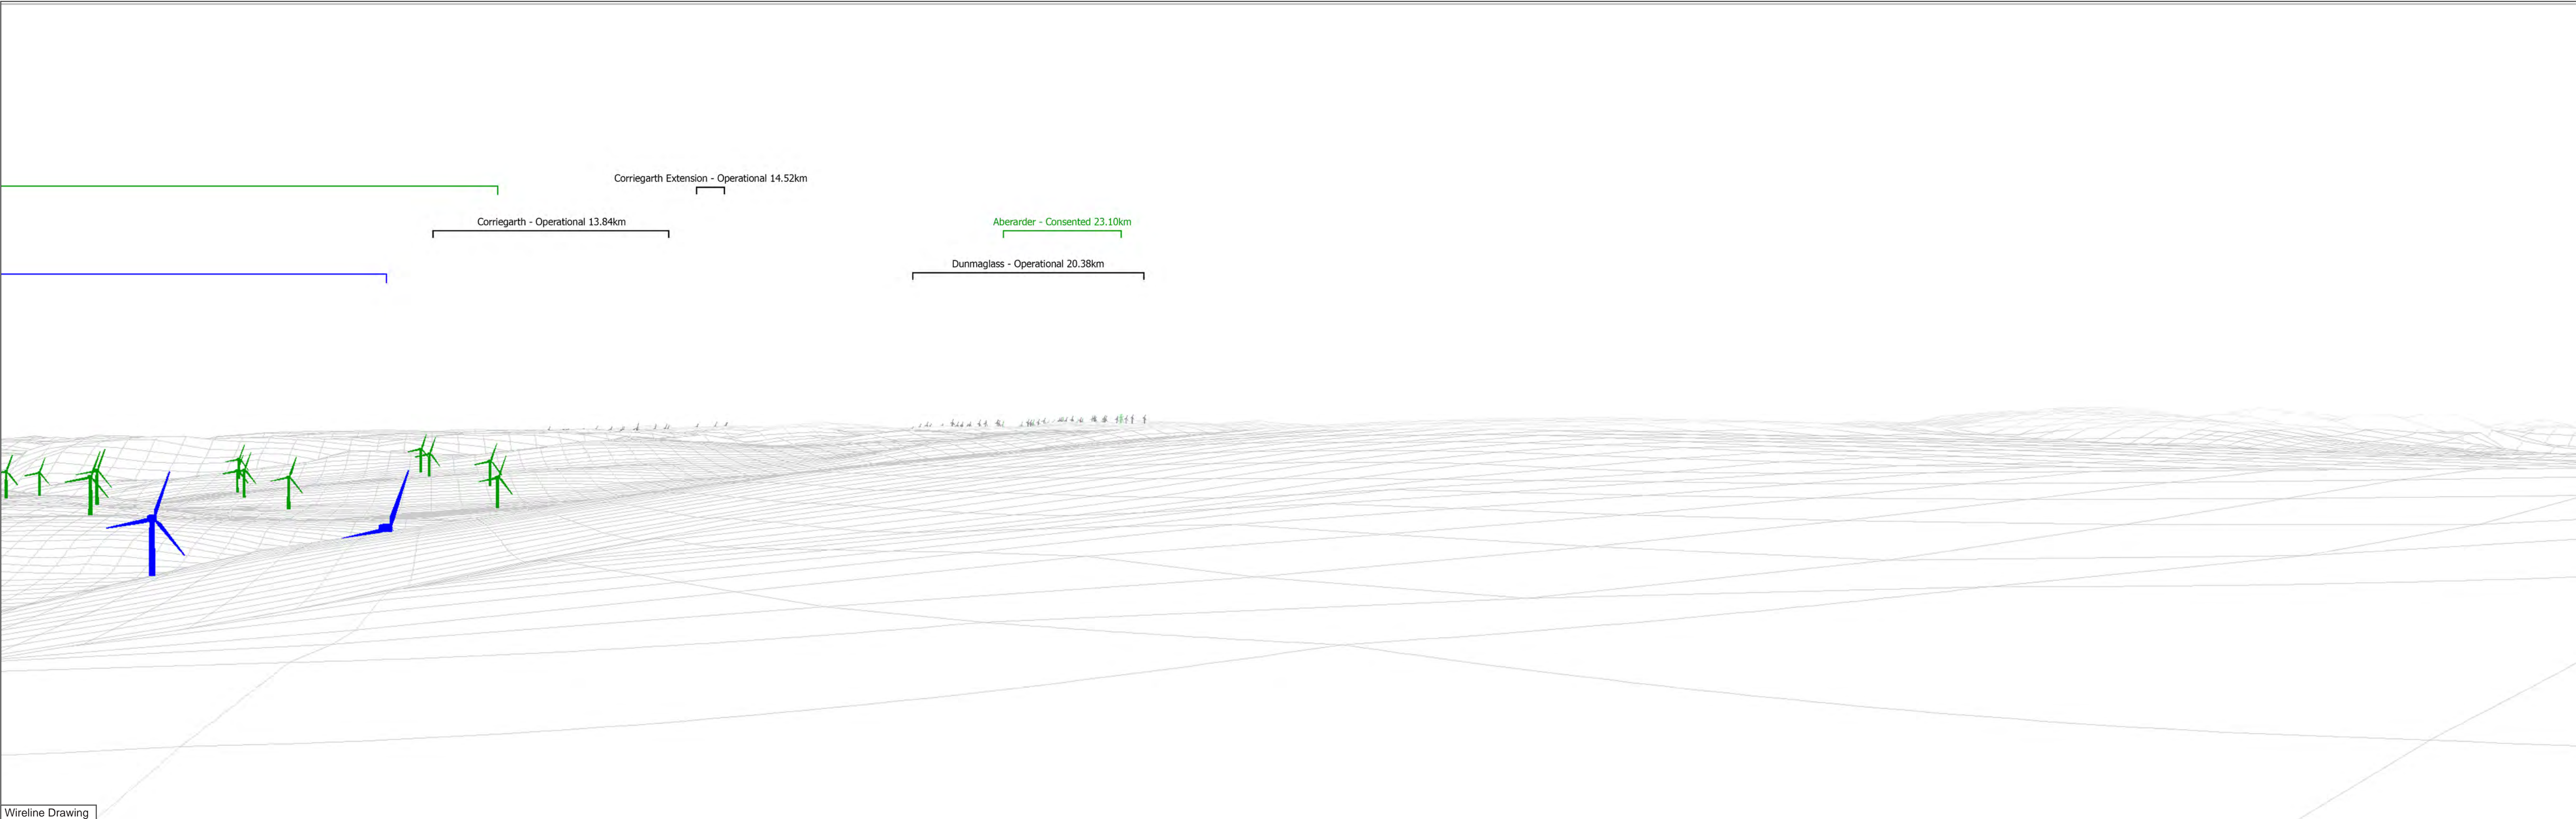 Corriegarth Extension - Operational 14.52km
Corriegarth - Operational 13.84km
Aberarder - Consented 23.10km
Dunmaglass - Operational 20.38km
Wireline Drawing